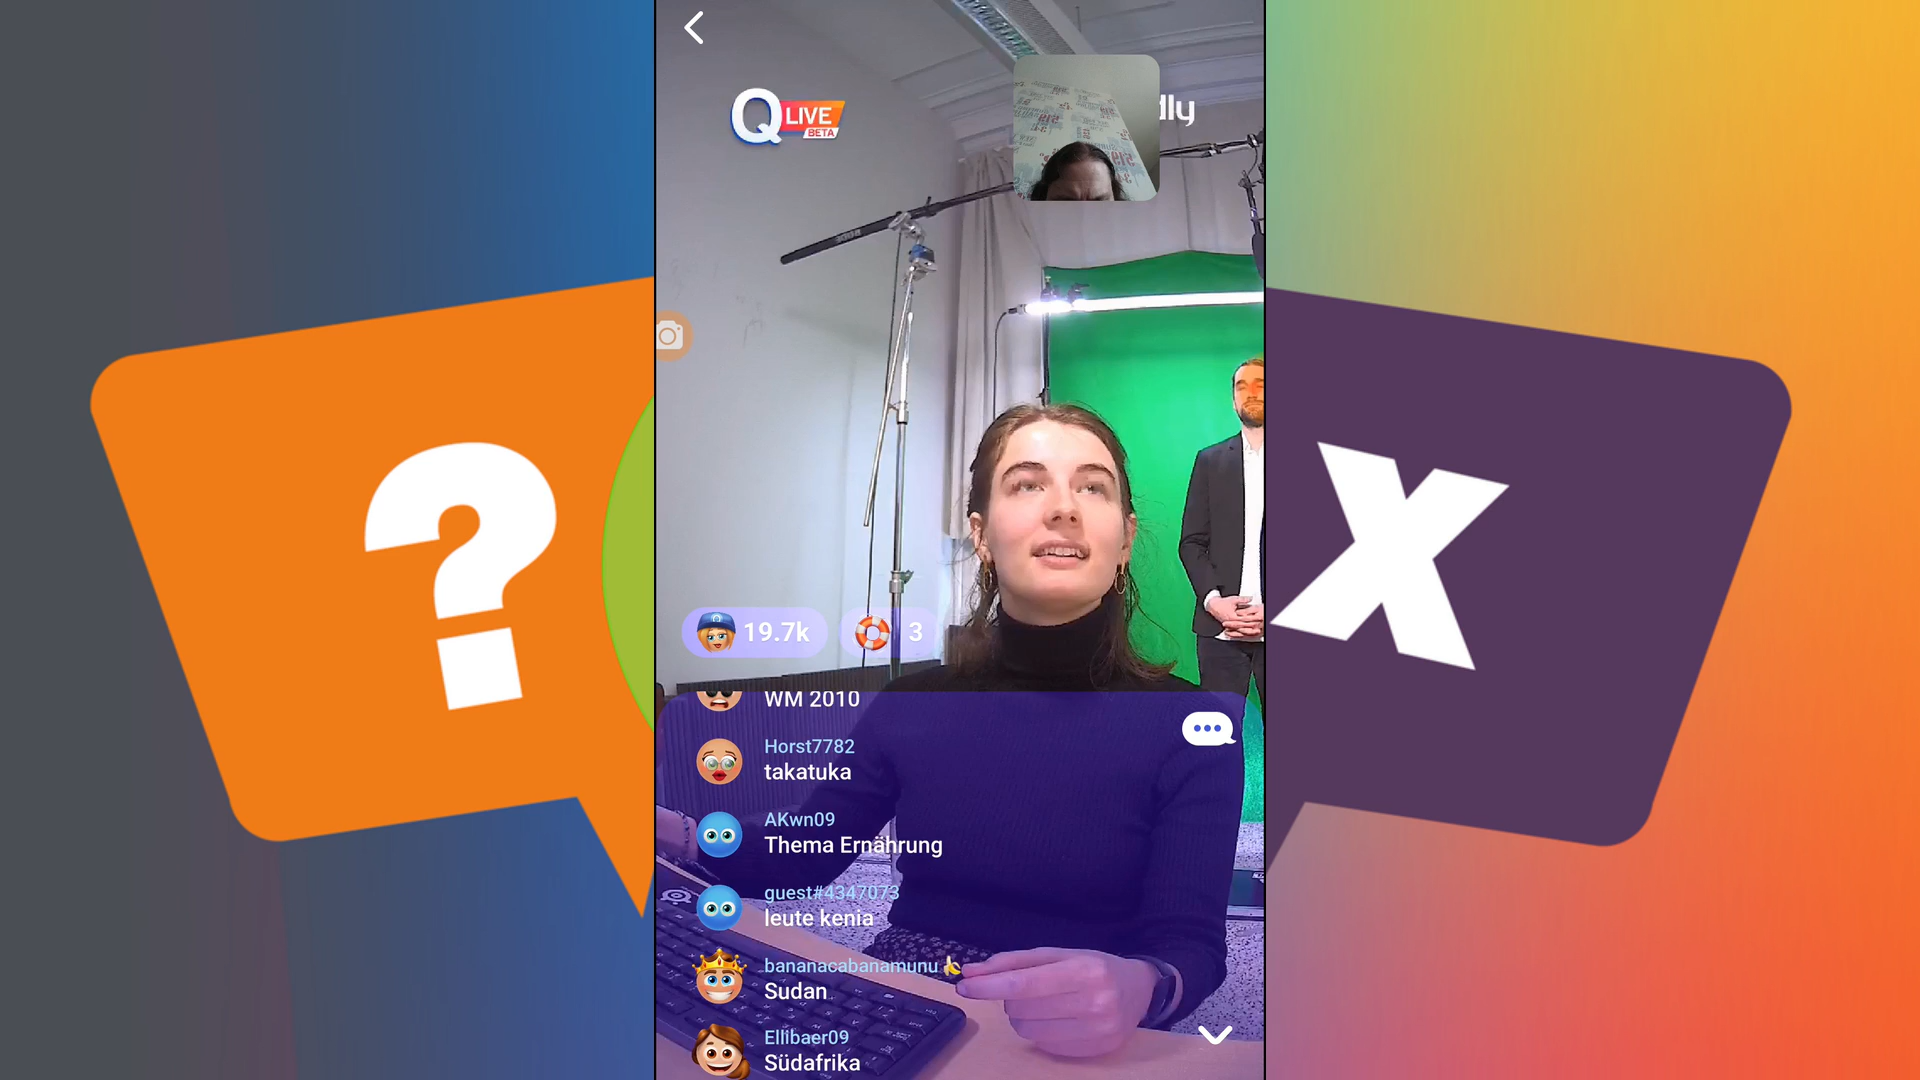 Q LIVE
BETA
dly
RODE
?
X
19.7k
3
WM 2010
Horst7782
takatuka
AKwn09
Thema Ernährung
guest#4347073
leute kenia
bananacabanamunu🍌
Sudan
Ellibaer09
Südafrika